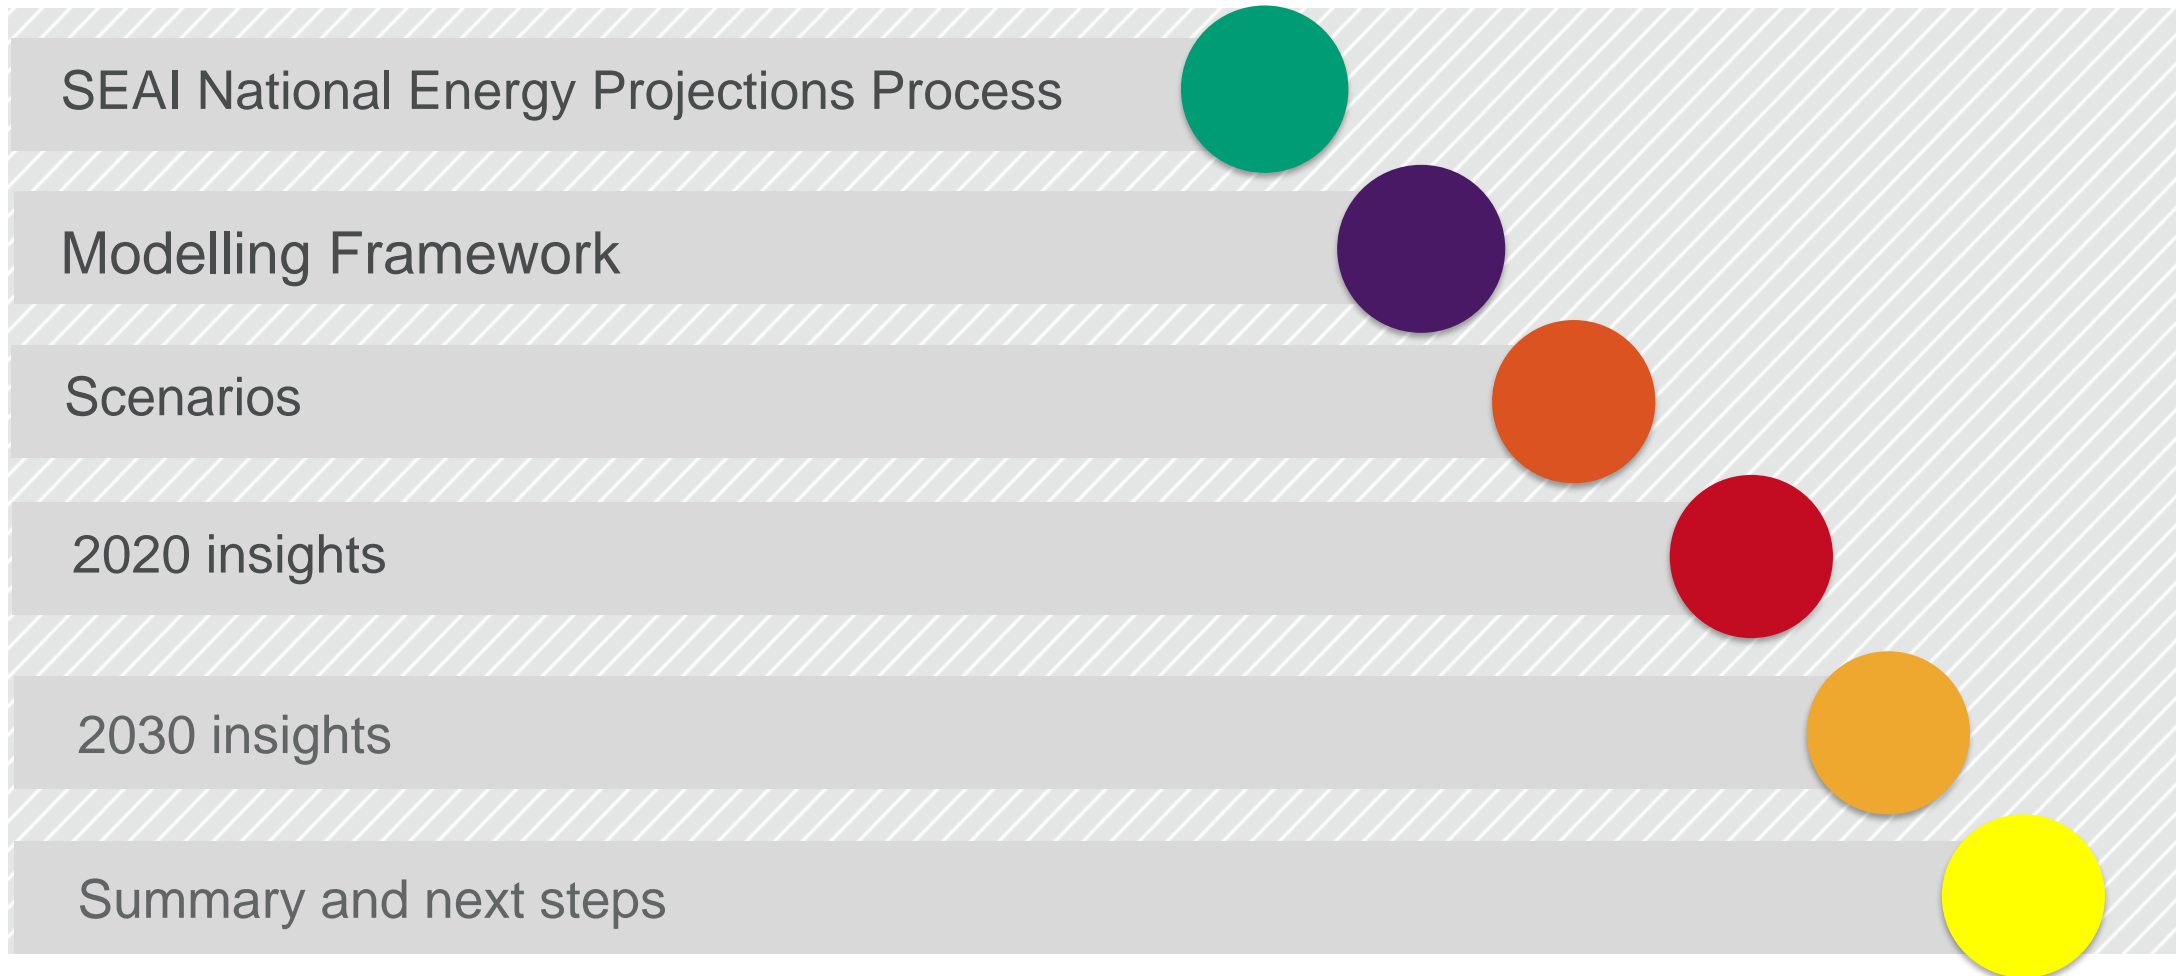 SEAI National Energy Projections Process
Modelling Framework
Scenarios
2020 insights
2030 insights
Summary and next steps